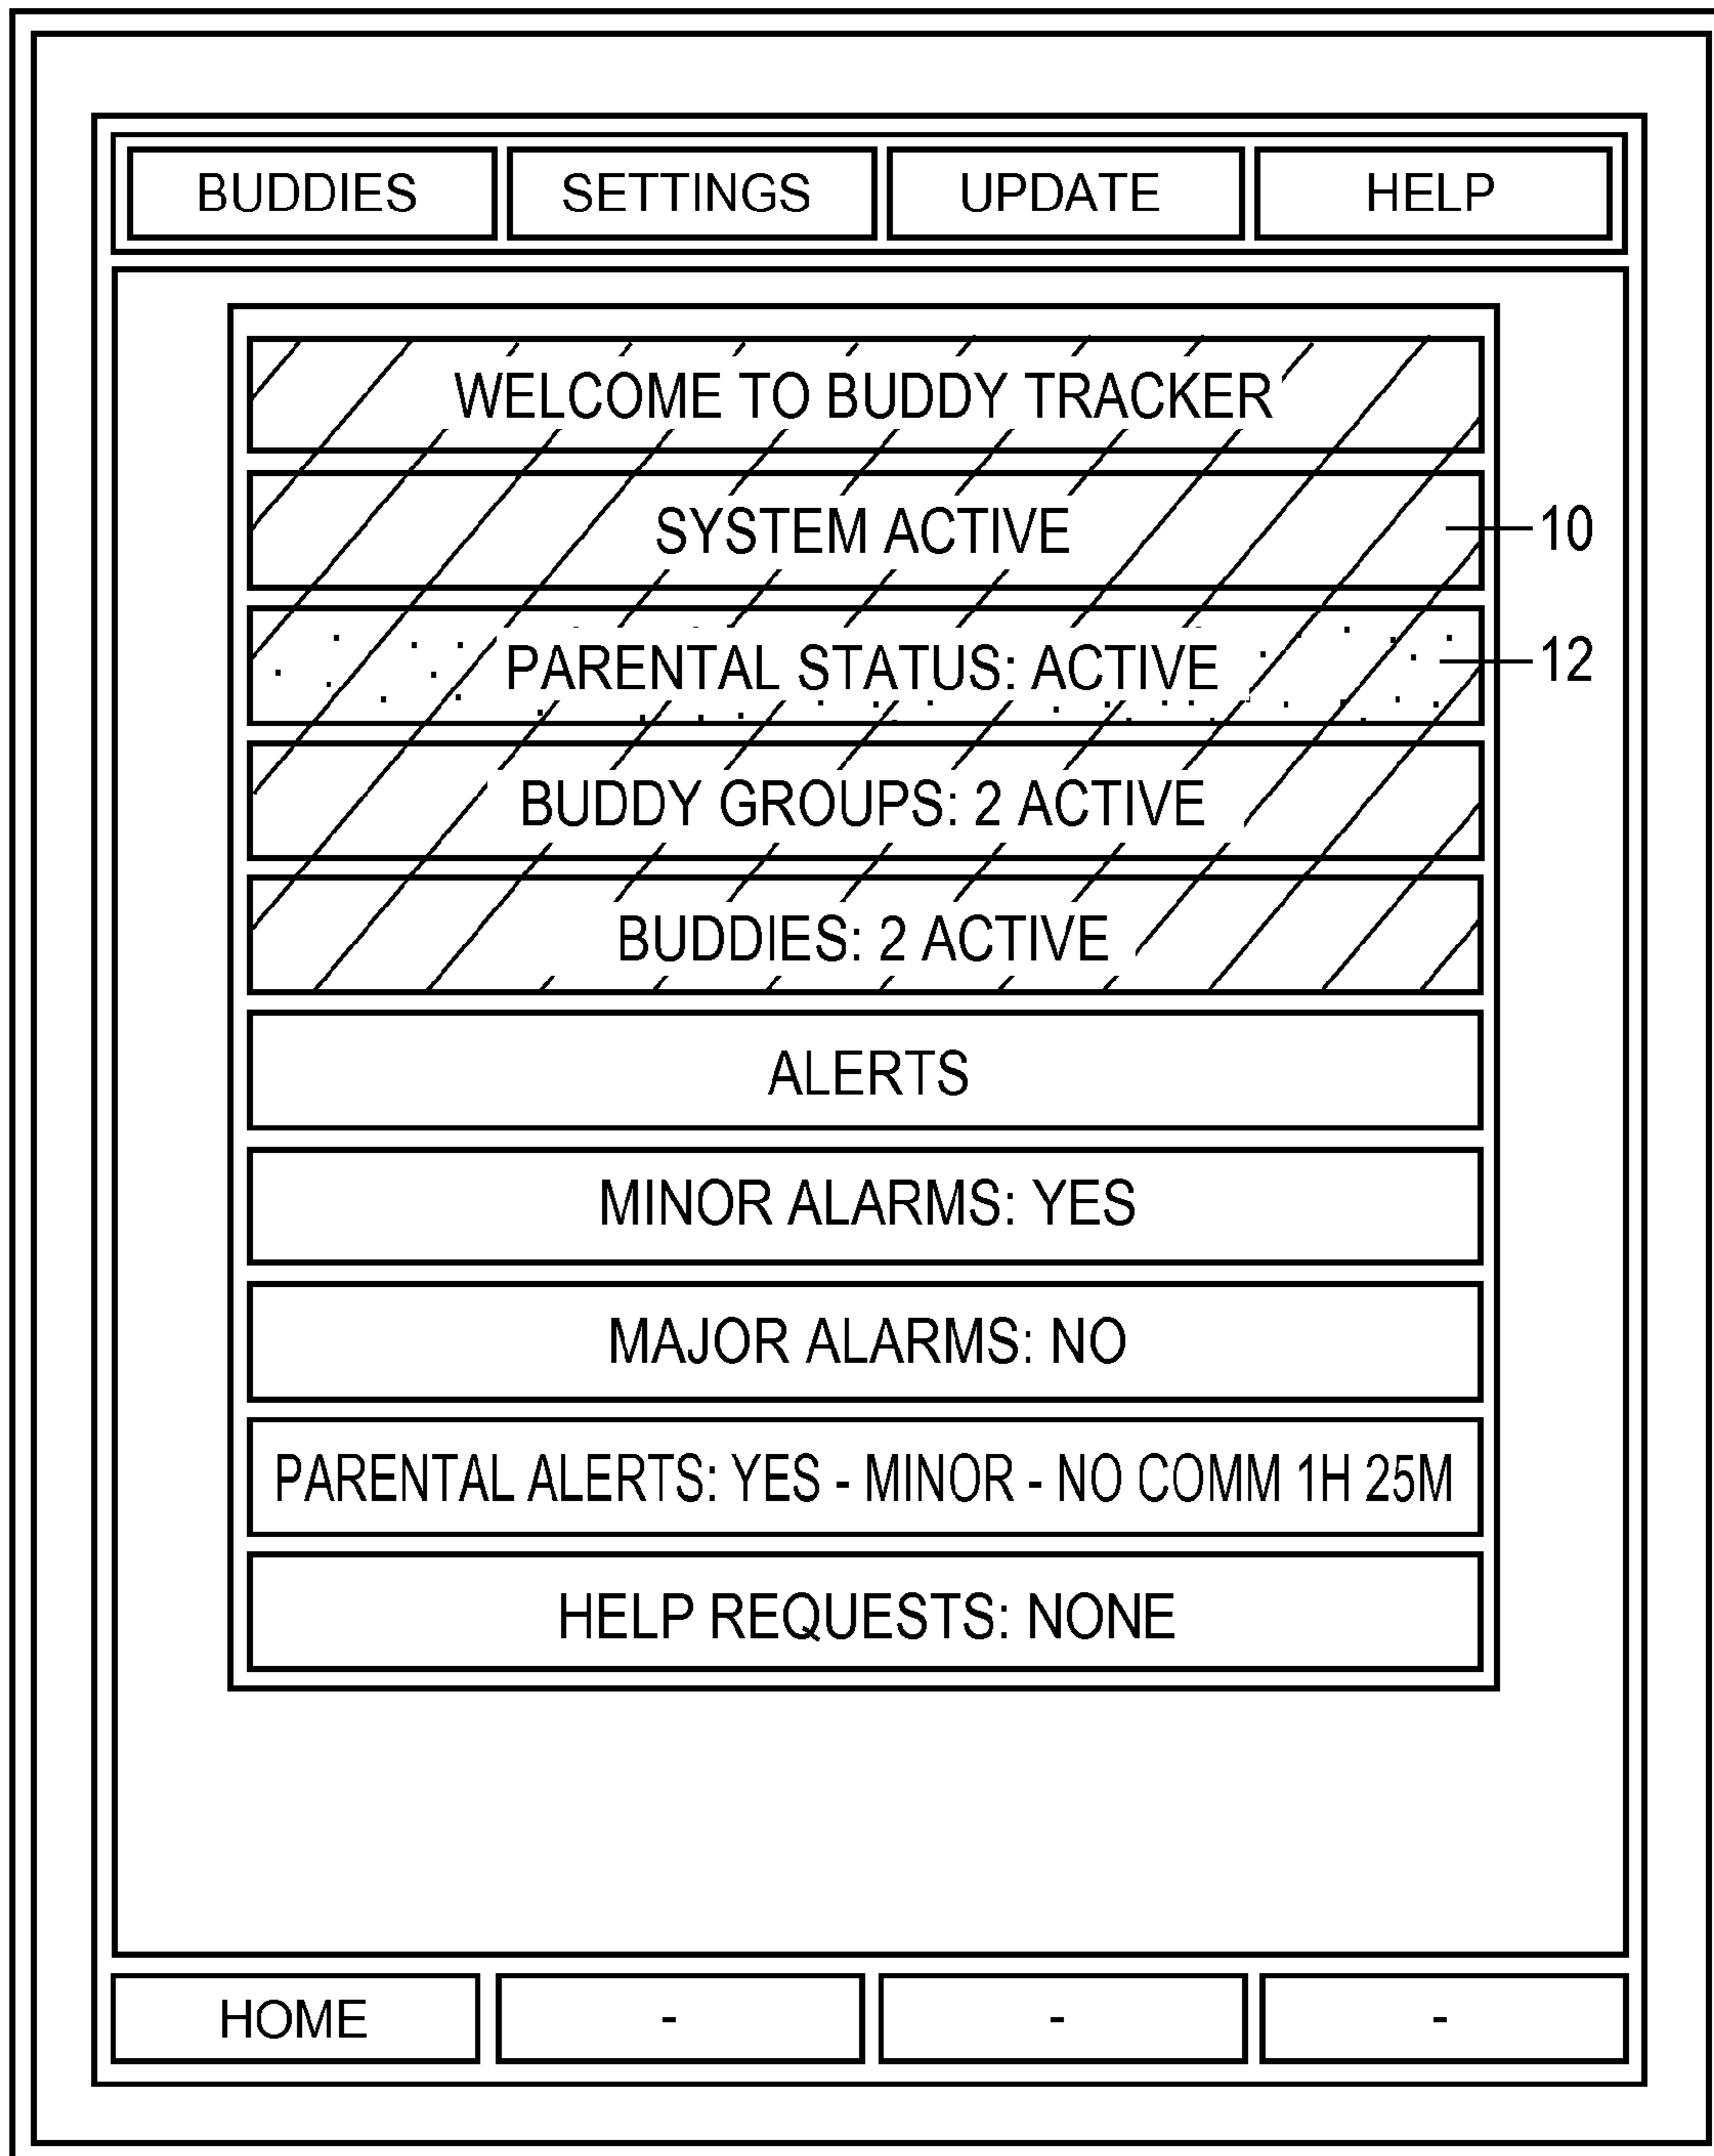 BUDDIES SETTINGS UPDATE HELP
WELCOME TO BUDDY TRACKER
SYSTEM ACTIVE 10
PARENTAL STATUS: ACTIVE 12
BUDDY GROUPS: 2 ACTIVE
BUDDIES: 2 ACTIVE
ALERTS
MINOR ALARMS: YES
MAJOR ALARMS: NO
PARENTAL ALERTS: YES - MINOR - NO COMM 1H 25M
HELP REQUESTS: NONE
HOME - - -